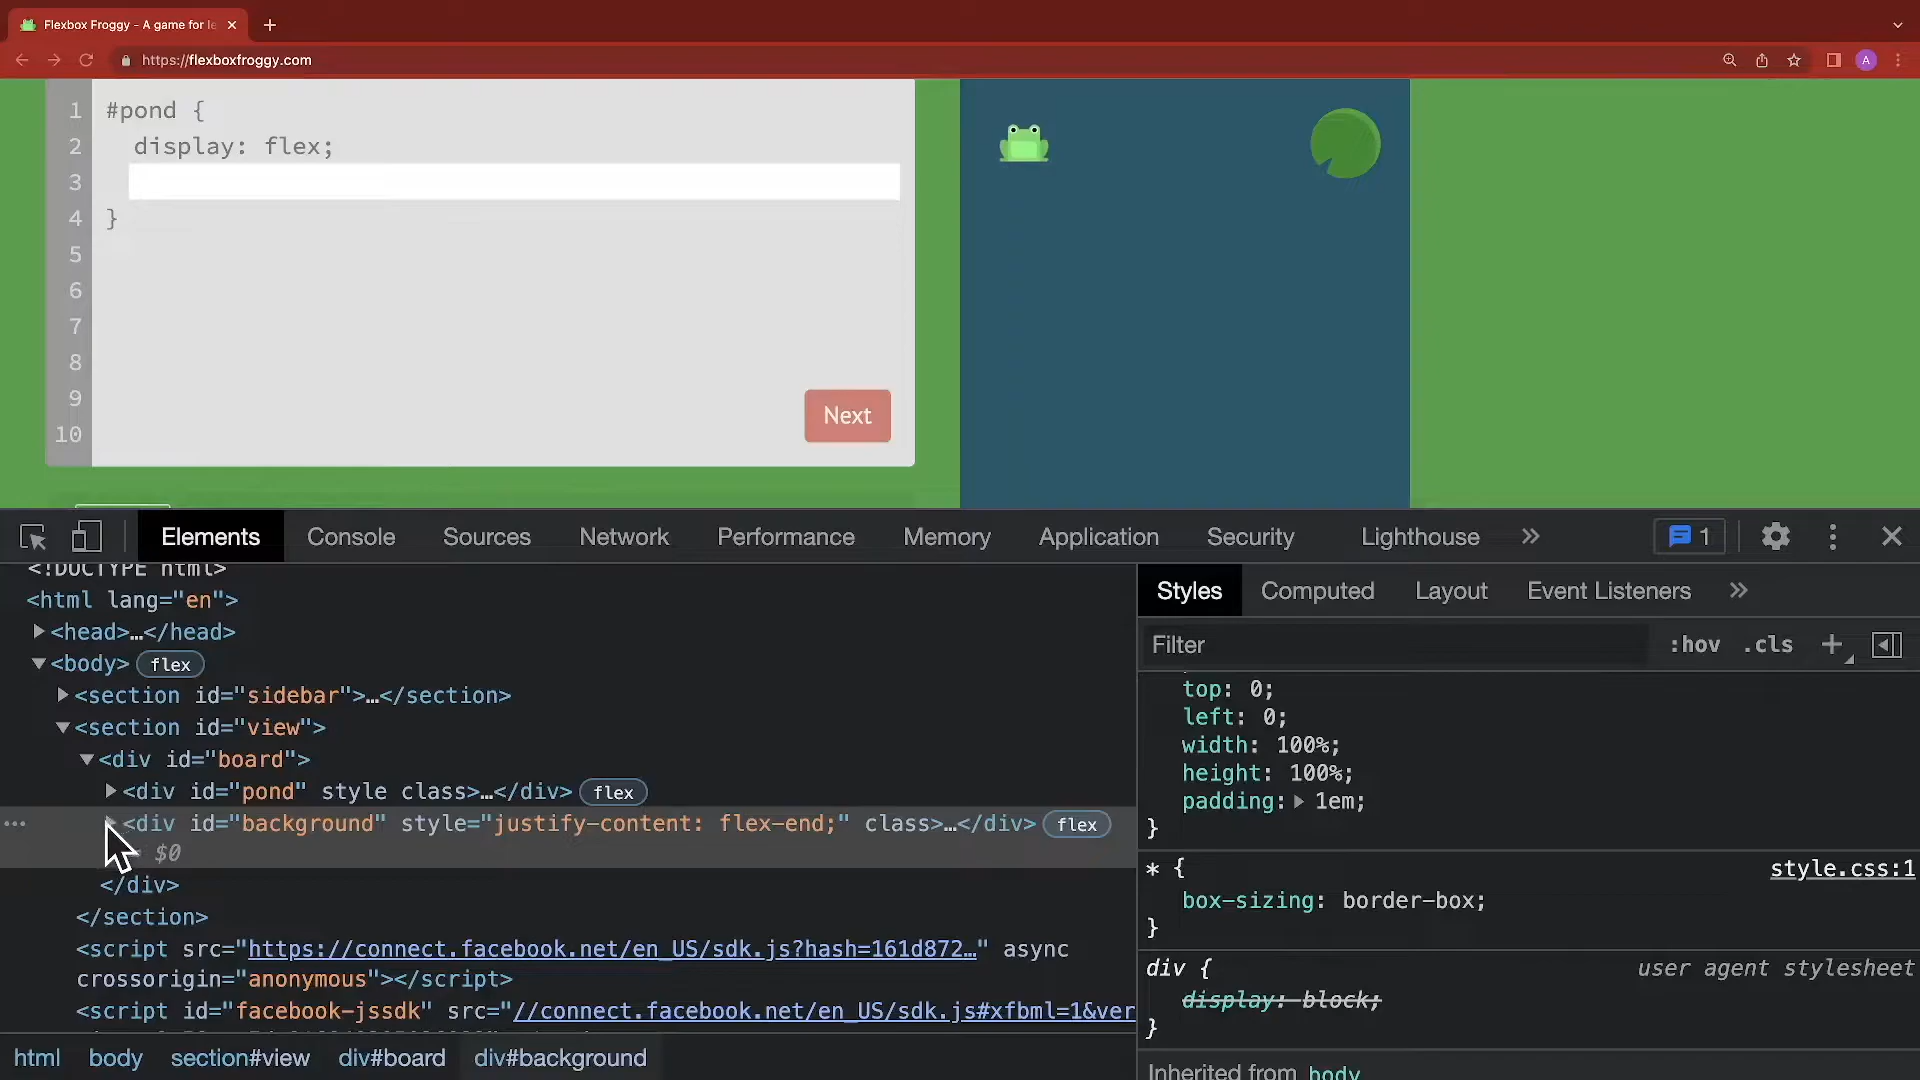 Flexbox Froggy - A game for le
https://flexboxfroggy.com
A
1 #pond {
2 display: flex;
3
4 }
5
6
7
8
9
10
Next
Elements Console Sources Network Performance Memory Application Security Lighthouse » 1
<!DOCTYPE html>
<html lang="en">
<head>…</head>
<body> flex
<section id="sidebar">…</section>
<section id="view">
<div id="board">
<div id="pond" style class>…</div> flex
<div id="background" style="justify-content: flex-end;" class>…</div> flex
$0
</div>
</section>
<script src="https://connect.facebook.net/en_US/sdk.js?hash=161d872…" async
crossorigin="anonymous"></script>
<script id="facebook-jssdk" src="//connect.facebook.net/en_US/sdk.js#xfbml=1&ver
html body section#view div#board div#background
Styles Computed Layout Event Listeners »
Filter :hov .cls +
top: 0;
left: 0;
width: 100%;
height: 100%;
padding: 1em;
}
* { style.css:1
box-sizing: border-box;
}
div { user agent stylesheet
display: block;
}
Inherited from body